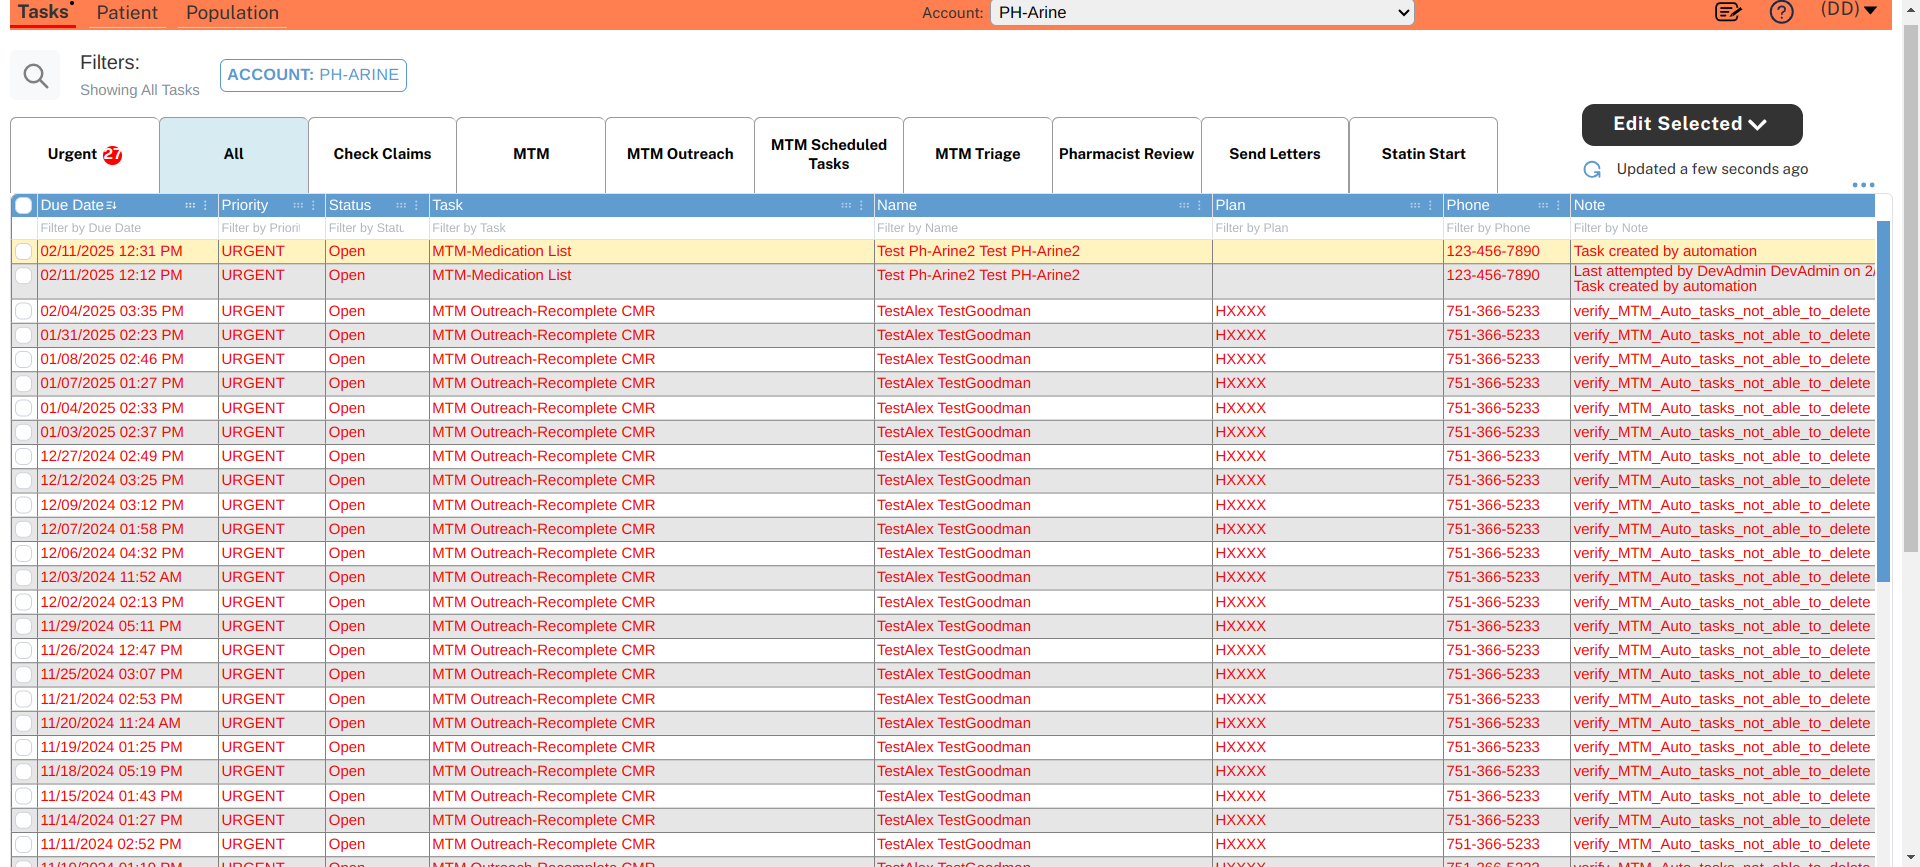 Tasks Patient Population Account: PH-Arine (DD)
Filters:
Showing All Tasks
ACCOUNT: PH-ARINE
Urgent 27 All Check Claims MTM MTM Outreach MTM Scheduled Tasks MTM Triage Pharmacist Review Send Letters Statin Start
Edit Selected
Updated a few seconds ago
Due Date Priority Status Task Name Plan Phone Note
Filter by Due Date Filter by Priorit Filter by Statu Filter by Task Filter by Name Filter by Plan Filter by Phone Filter by Note
02/11/2025 12:31 PM URGENT Open MTM-Medication List Test Ph-Arine2 Test PH-Arine2 123-456-7890 Task created by automation
02/11/2025 12:12 PM URGENT Open MTM-Medication List Test Ph-Arine2 Test PH-Arine2 123-456-7890 Last attempted by DevAdmin DevAdmin on 2/
Task created by automation
02/04/2025 03:35 PM URGENT Open MTM Outreach-Recomplete CMR TestAlex TestGoodman HXXXX 751-366-5233 verify_MTM_Auto_tasks_not_able_to_delete
01/31/2025 02:23 PM URGENT Open MTM Outreach-Recomplete CMR TestAlex TestGoodman HXXXX 751-366-5233 verify_MTM_Auto_tasks_not_able_to_delete
01/08/2025 02:46 PM URGENT Open MTM Outreach-Recomplete CMR TestAlex TestGoodman HXXXX 751-366-5233 verify_MTM_Auto_tasks_not_able_to_delete
01/07/2025 01:27 PM URGENT Open MTM Outreach-Recomplete CMR TestAlex TestGoodman HXXXX 751-366-5233 verify_MTM_Auto_tasks_not_able_to_delete
01/04/2025 02:33 PM URGENT Open MTM Outreach-Recomplete CMR TestAlex TestGoodman HXXXX 751-366-5233 verify_MTM_Auto_tasks_not_able_to_delete
01/03/2025 02:37 PM URGENT Open MTM Outreach-Recomplete CMR TestAlex TestGoodman HXXXX 751-366-5233 verify_MTM_Auto_tasks_not_able_to_delete
12/27/2024 02:49 PM URGENT Open MTM Outreach-Recomplete CMR TestAlex TestGoodman HXXXX 751-366-5233 verify_MTM_Auto_tasks_not_able_to_delete
12/12/2024 03:25 PM URGENT Open MTM Outreach-Recomplete CMR TestAlex TestGoodman HXXXX 751-366-5233 verify_MTM_Auto_tasks_not_able_to_delete
12/09/2024 03:12 PM URGENT Open MTM Outreach-Recomplete CMR TestAlex TestGoodman HXXXX 751-366-5233 verify_MTM_Auto_tasks_not_able_to_delete
12/07/2024 01:58 PM URGENT Open MTM Outreach-Recomplete CMR TestAlex TestGoodman HXXXX 751-366-5233 verify_MTM_Auto_tasks_not_able_to_delete
12/06/2024 04:32 PM URGENT Open MTM Outreach-Recomplete CMR TestAlex TestGoodman HXXXX 751-366-5233 verify_MTM_Auto_tasks_not_able_to_delete
12/03/2024 11:52 AM URGENT Open MTM Outreach-Recomplete CMR TestAlex TestGoodman HXXXX 751-366-5233 verify_MTM_Auto_tasks_not_able_to_delete
12/02/2024 02:13 PM URGENT Open MTM Outreach-Recomplete CMR TestAlex TestGoodman HXXXX 751-366-5233 verify_MTM_Auto_tasks_not_able_to_delete
11/29/2024 05:11 PM URGENT Open MTM Outreach-Recomplete CMR TestAlex TestGoodman HXXXX 751-366-5233 verify_MTM_Auto_tasks_not_able_to_delete
11/26/2024 12:47 PM URGENT Open MTM Outreach-Recomplete CMR TestAlex TestGoodman HXXXX 751-366-5233 verify_MTM_Auto_tasks_not_able_to_delete
11/25/2024 03:07 PM URGENT Open MTM Outreach-Recomplete CMR TestAlex TestGoodman HXXXX 751-366-5233 verify_MTM_Auto_tasks_not_able_to_delete
11/21/2024 02:53 PM URGENT Open MTM Outreach-Recomplete CMR TestAlex TestGoodman HXXXX 751-366-5233 verify_MTM_Auto_tasks_not_able_to_delete
11/20/2024 11:24 AM URGENT Open MTM Outreach-Recomplete CMR TestAlex TestGoodman HXXXX 751-366-5233 verify_MTM_Auto_tasks_not_able_to_delete
11/19/2024 01:25 PM URGENT Open MTM Outreach-Recomplete CMR TestAlex TestGoodman HXXXX 751-366-5233 verify_MTM_Auto_tasks_not_able_to_delete
11/18/2024 05:19 PM URGENT Open MTM Outreach-Recomplete CMR TestAlex TestGoodman HXXXX 751-366-5233 verify_MTM_Auto_tasks_not_able_to_delete
11/15/2024 01:43 PM URGENT Open MTM Outreach-Recomplete CMR TestAlex TestGoodman HXXXX 751-366-5233 verify_MTM_Auto_tasks_not_able_to_delete
11/14/2024 01:27 PM URGENT Open MTM Outreach-Recomplete CMR TestAlex TestGoodman HXXXX 751-366-5233 verify_MTM_Auto_tasks_not_able_to_delete
11/11/2024 02:52 PM URGENT Open MTM Outreach-Recomplete CMR TestAlex TestGoodman HXXXX 751-366-5233 verify_MTM_Auto_tasks_not_able_to_delete